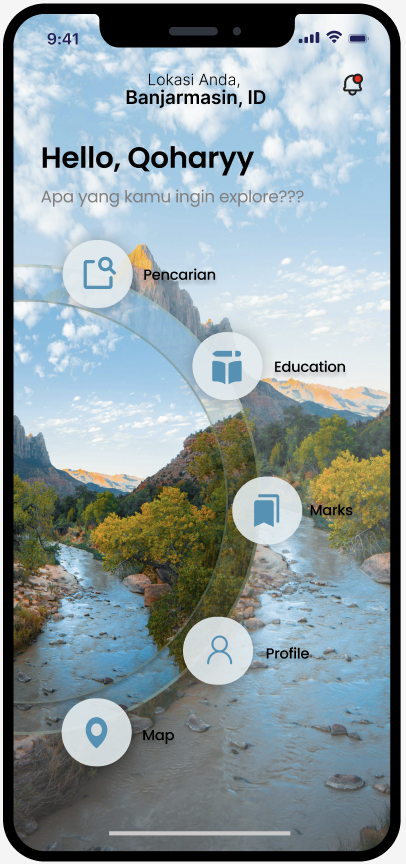 9:41
Lokasi Anda,
Banjarmasin, ID
Hello, Qoharyy
Apa yang kamu ingin explore???
Pencarian
Education
Marks
Profile
Map